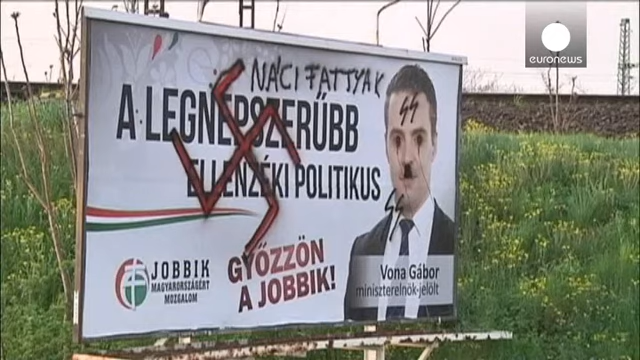 euronews
NÁCI FATTYAK
A LEGNÉPSZERŰBB
ELLENZÉKI POLITIKUS
JOBBIK
MAGYARORSZÁGÉRT
MOZGALOM
GYŐZZÖN
A JOBBIK!
Vona Gábor
miniszterelnök-jelölt